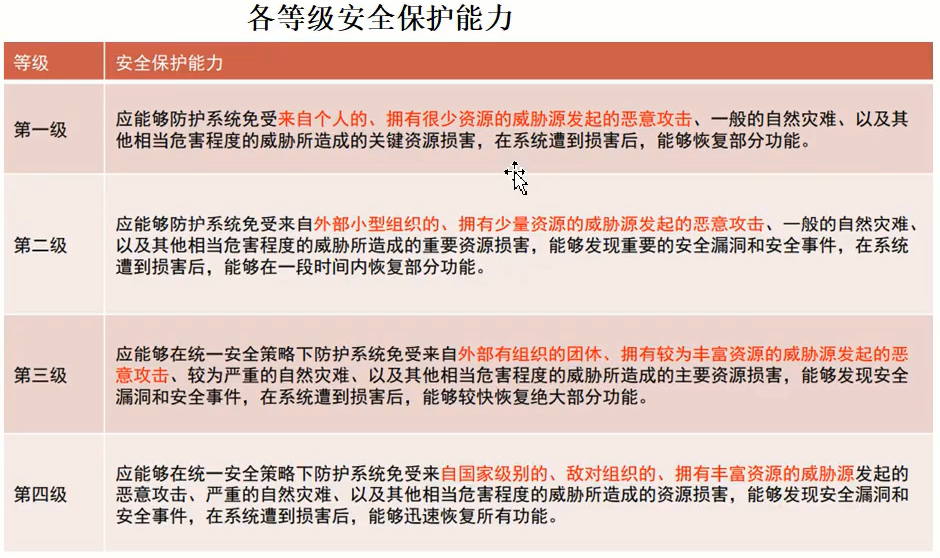 各等级安全保护能力
等级 安全保护能力
第一级
应能够防护系统免受来自个人的、拥有很少资源的威胁源发起的恶意攻击、一般的自然灾难、以及其
他相当危害程度的威胁所造成的关键资源损害，在系统遭到损害后，能够恢复部分功能。
第二级
应能够防护系统免受来自外部小型组织的、拥有少量资源的威胁源发起的恶意攻击、一般的自然灾难、
以及其他相当危害程度的威胁所造成的重要资源损害，能够发现重要的安全漏洞和安全事件，在系统
遭到损害后，能够在一段时间内恢复部分功能。
第三级
应能够在统一安全策略下防护系统免受来自外部有组织的团休、拥有较为丰富资源的威胁源发起的恶
意攻击、较为严重的自然灾难、以及其他相当危害程度的威胁所造成的主要资源损害，能够发现安全
漏洞和安全事件，在系统遭到损害后，能够较快恢复绝大部分功能。
第四级
应能够在统一安全策略下防护系统免受来自国家级别的、敌对组织的、拥有丰富资源的威胁源发起的
恶意攻击、严重的自然灾难、以及其他相当危害程度的威胁所造成的资源损害，能够发现安全漏洞和
安全事件，在系统遭到损害后，能够迅速恢复所有功能。